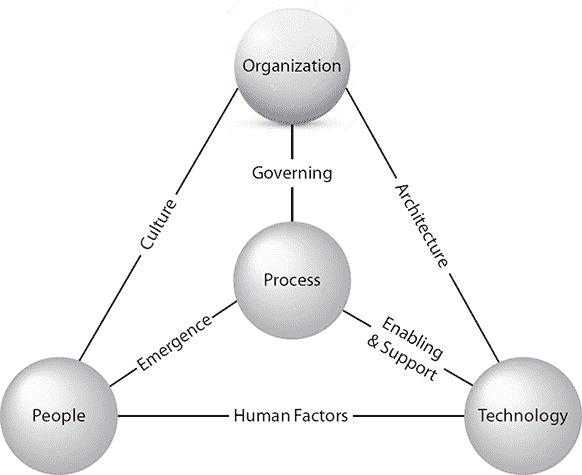 Organization
Governing
Culture
Architecture
Process
Emergence
Enabling
& Support
People
Human Factors
Technology